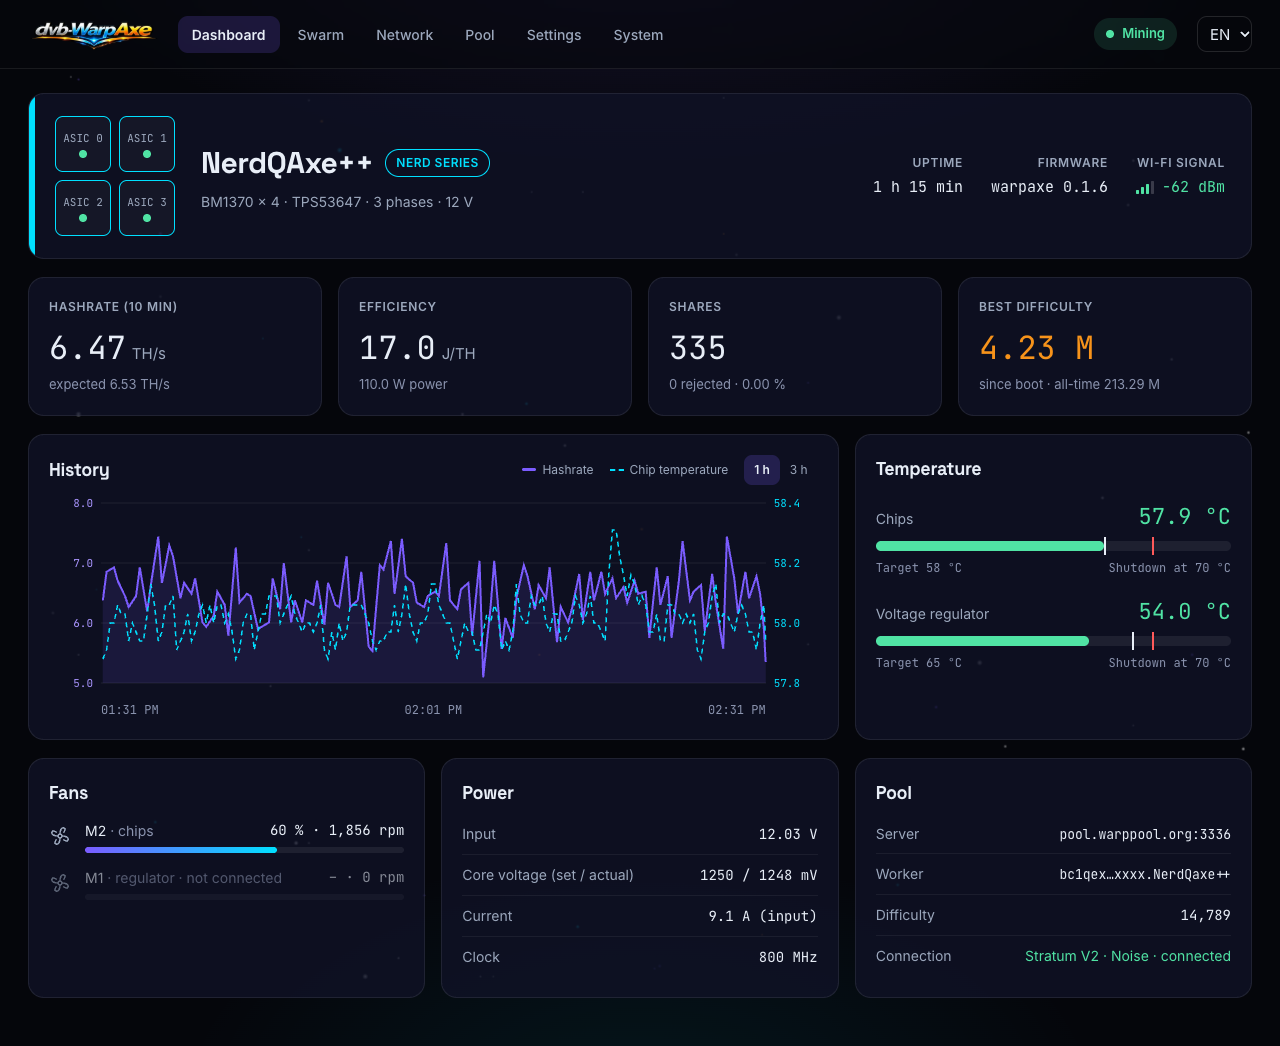 dvb-WarpAxe
Dashboard
Swarm
Network
Pool
Settings
System
Mining
EN
ASIC 0
ASIC 1
ASIC 2
ASIC 3
NerdQAxe++
NERD SERIES
BM1370 × 4 · TPS53647 · 3 phases · 12 V
UPTIME
1 h 15 min
FIRMWARE
warpaxe 0.1.6
WI-FI SIGNAL
-62 dBm
HASHRATE (10 MIN)
6.47 TH/s
expected 6.53 TH/s
EFFICIENCY
17.0 J/TH
110.0 W power
SHARES
335
0 rejected · 0.00 %
BEST DIFFICULTY
4.23 M
since boot · all-time 213.29 M
History
Hashrate
Chip temperature
1 h
3 h
8.0
7.0
6.0
5.0
58.4
58.2
58.0
57.8
01:31 PM
02:01 PM
02:31 PM
Temperature
Chips
57.9 °C
Target 58 °C
Shutdown at 70 °C
Voltage regulator
54.0 °C
Target 65 °C
Shutdown at 70 °C
Fans
M2 · chips
60 % · 1,856 rpm
M1 · regulator · not connected
– · 0 rpm
Power
Input
12.03 V
Core voltage (set / actual)
1250 / 1248 mV
Current
9.1 A (input)
Clock
800 MHz
Pool
Server
pool.warppool.org:3336
Worker
bc1qex…xxxx.NerdQaxe++
Difficulty
14,789
Connection
Stratum V2 · Noise · connected